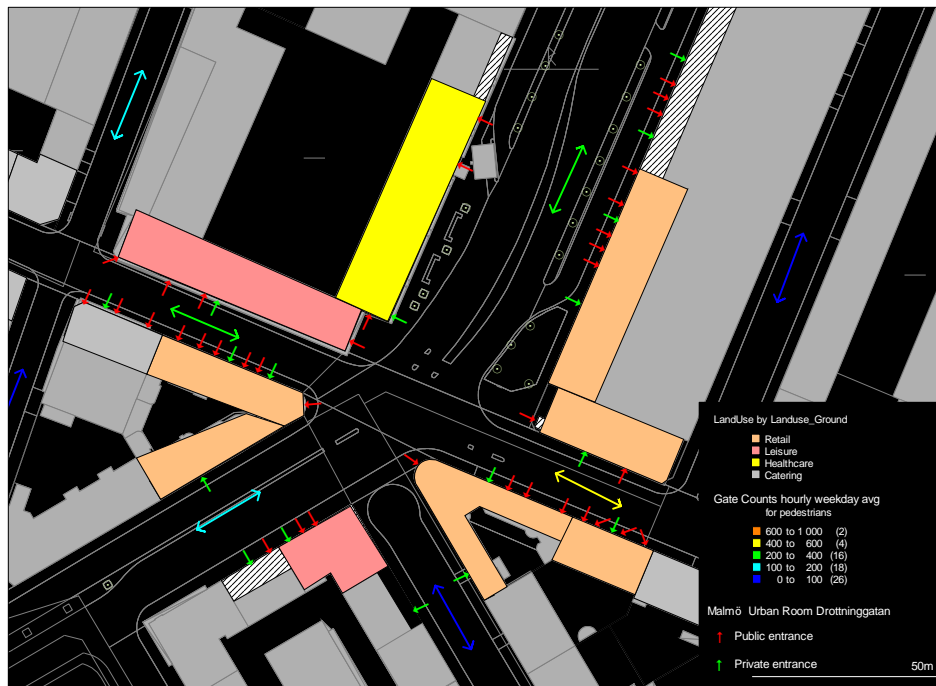 LandUse by Landuse_Ground
Retail
Leisure
Healthcare
Catering
Gate Counts hourly weekday avg
for pedestrians
600 to 1 000 (2)
400 to 600 (4)
200 to 400 (16)
100 to 200 (18)
0 to 100 (26)
Malmö Urban Room Drottninggatan
Public entrance
Private entrance
50m